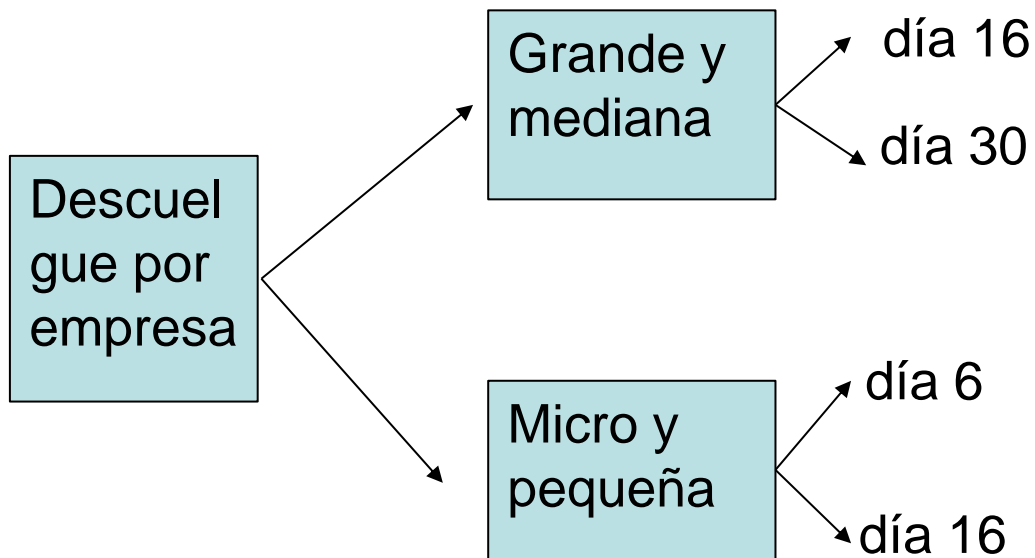 Descuel
gue por
empresa
Grande y
mediana
día 16
día 30
Micro y
pequeña
día 6
día 16